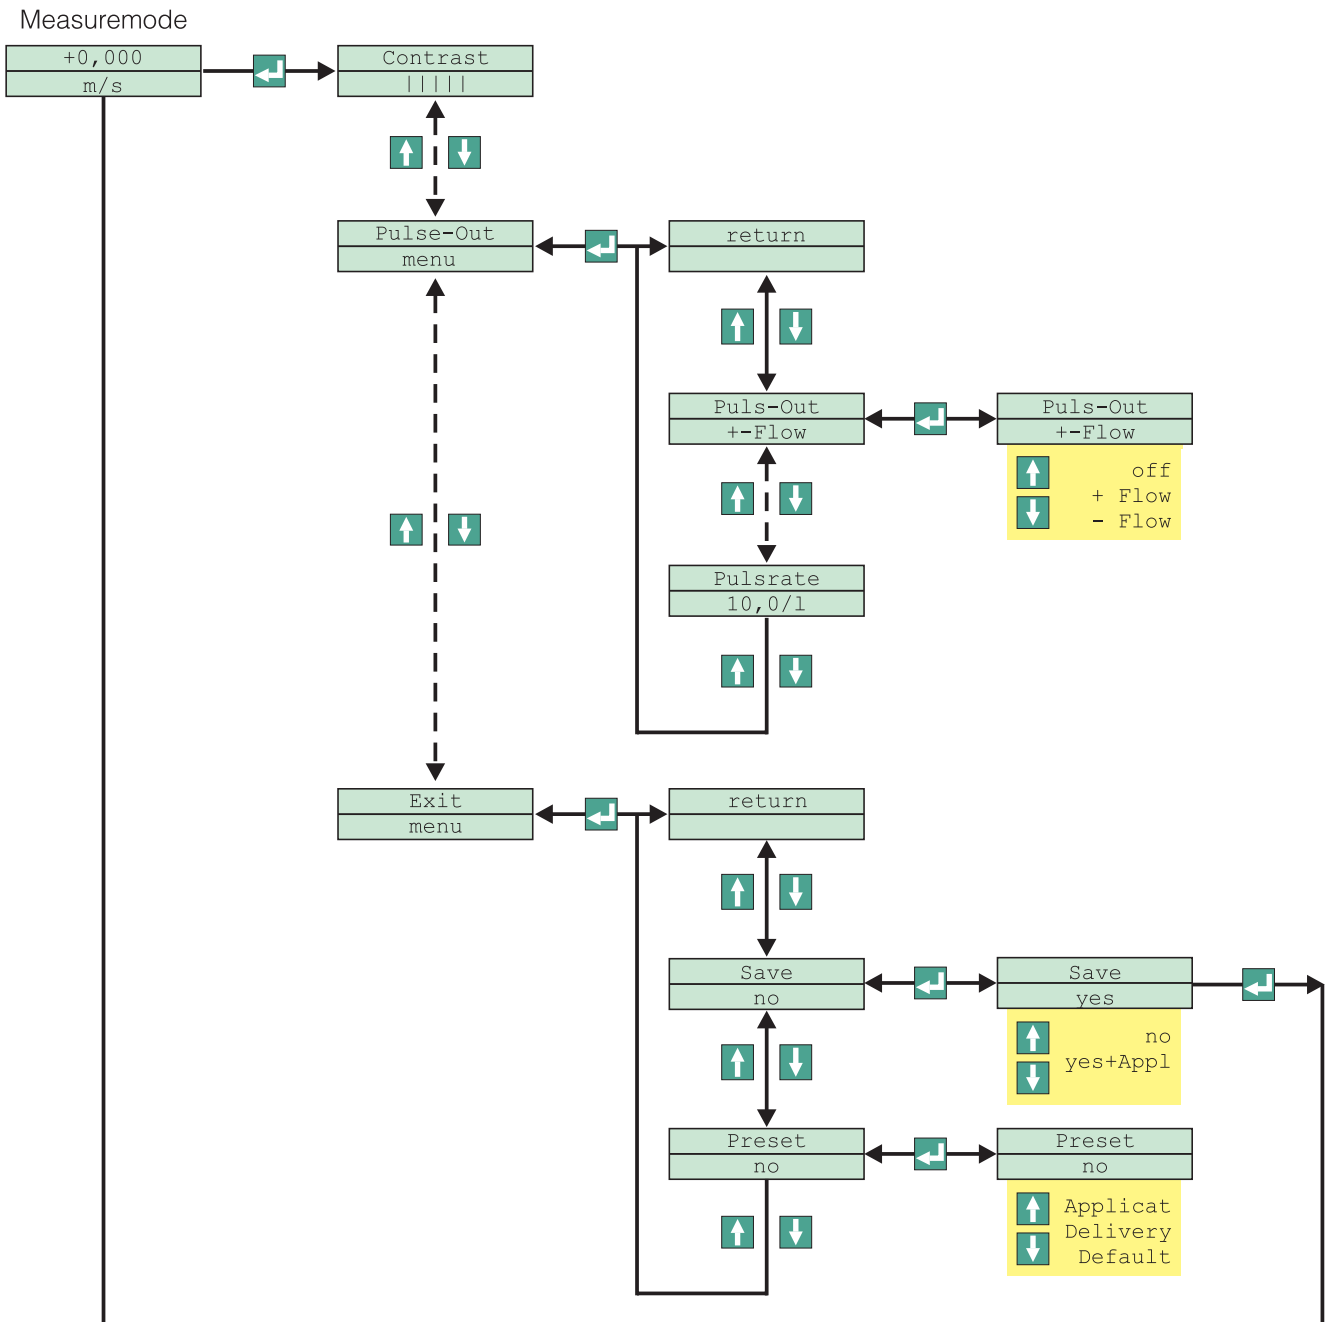 Measuremode
+0,000
m/s
Contrast
|||||
Pulse-Out
menu
return
Puls-Out
+-Flow
Puls-Out
+-Flow
off
+ Flow
- Flow
Pulsrate
10,0/l
Exit
menu
return
Save
no
Save
yes
no
yes+Appl
Preset
no
Preset
no
Applicat
Delivery
Default